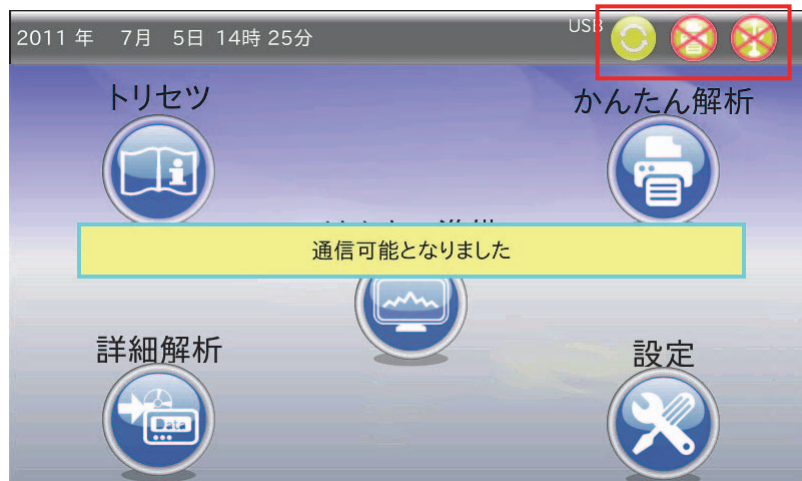 2011 年 7月 5日 14時 25分
USB
トリセツ
かんたん解析
通信可能となりました
詳細解析
設定
Data